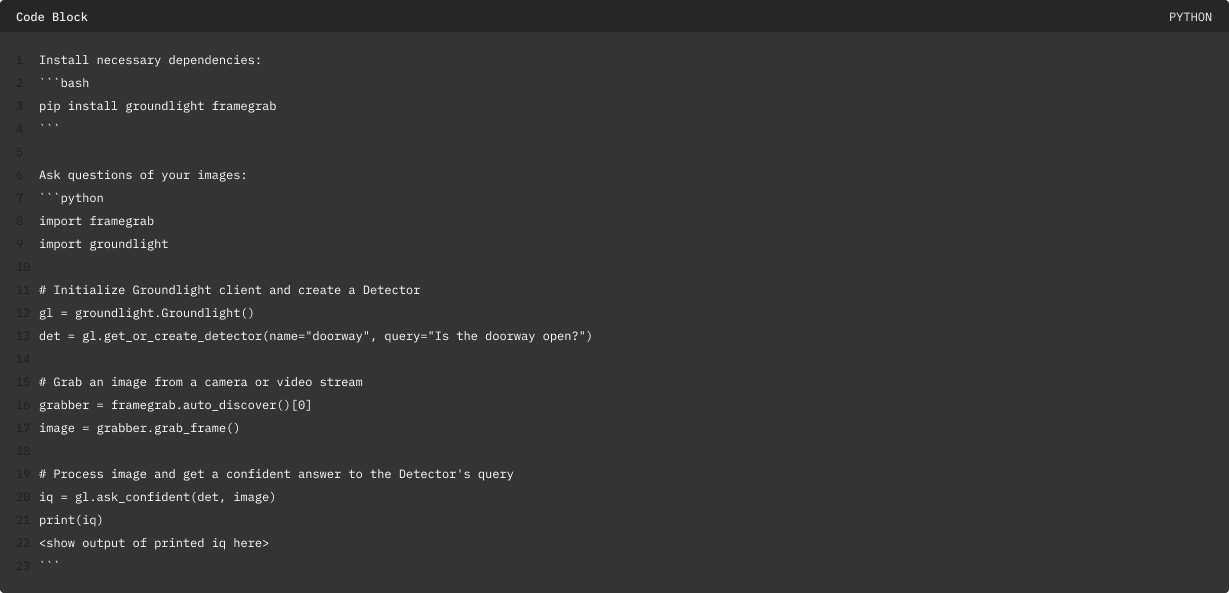 Code Block
PYTHON
1 Install necessary dependencies:
2 ```bash
3 pip install groundlight framegrab
4 ```
5
6 Ask questions of your images:
7 ```python
8 import framegrab
9 import groundlight
10
11 # Initialize Groundlight client and create a Detector
12 gl = groundlight.Groundlight()
13 det = gl.get_or_create_detector(name="doorway", query="Is the doorway open?")
14
15 # Grab an image from a camera or video stream
16 grabber = framegrab.auto_discover()[0]
17 image = grabber.grab_frame()
18
19 # Process image and get a confident answer to the Detector's query
20 iq = gl.ask_confident(det, image)
21 print(iq)
22 <show output of printed iq here>
23 ```